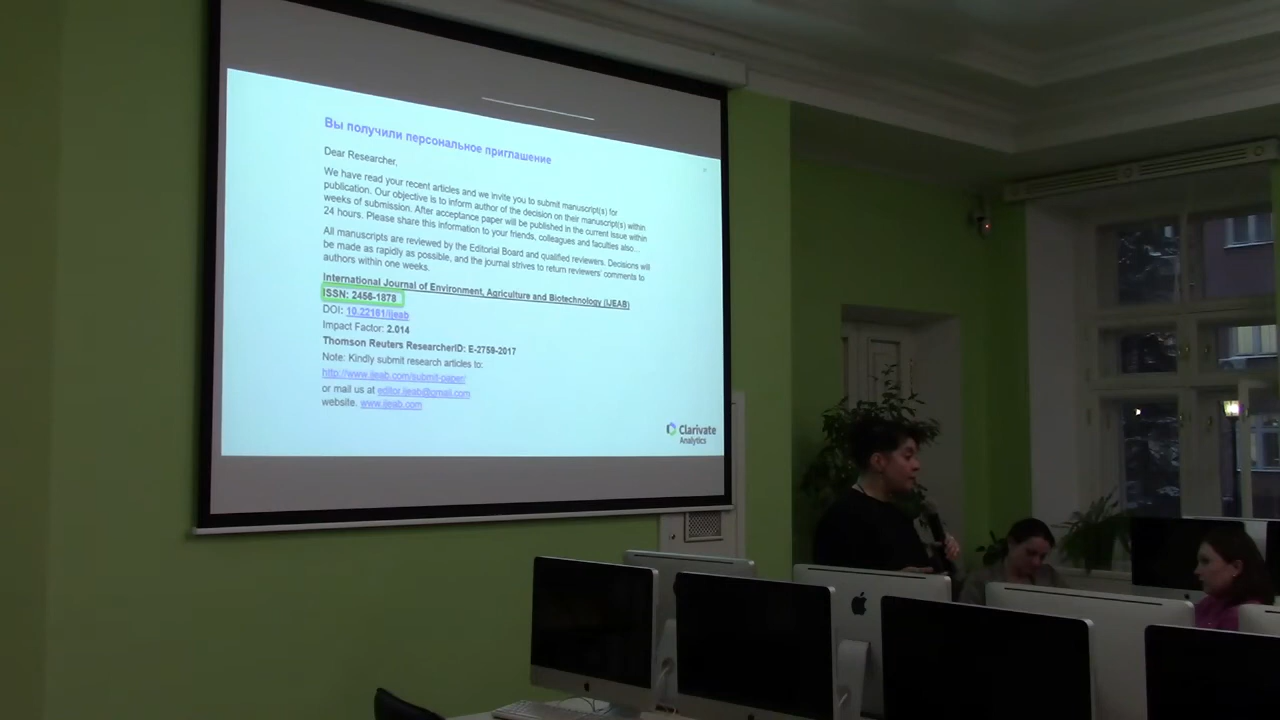 Вы получили персональное приглашение
Dear Researcher,
We have read your recent articles and we invite you to submit manuscript(s) for
publication. Our objective is to inform author of the decision on their manuscript(s) within
weeks of submission. After acceptance paper will be published in the current issue within
24 hours. Please share this information to your friends, colleagues and faculties also...
All manuscripts are reviewed by the Editorial Board and qualified reviewers. Decisions will
be made as rapidly as possible, and the journal strives to return reviewers' comments to
authors within one weeks.
International Journal of Environment, Agriculture and Biotechnology (IJEAB)
ISSN: 2456-1878
DOI: 10.22161/ijeab
Impact Factor: 2.014
Thomson Reuters ResearcherID: E-2759-2017
Note: Kindly submit research articles to:
http://www.ijeab.com/submit-paper/
or mail us at editor.ijeab@gmail.com
website. www.ijeab.com
Clarivate
Analytics